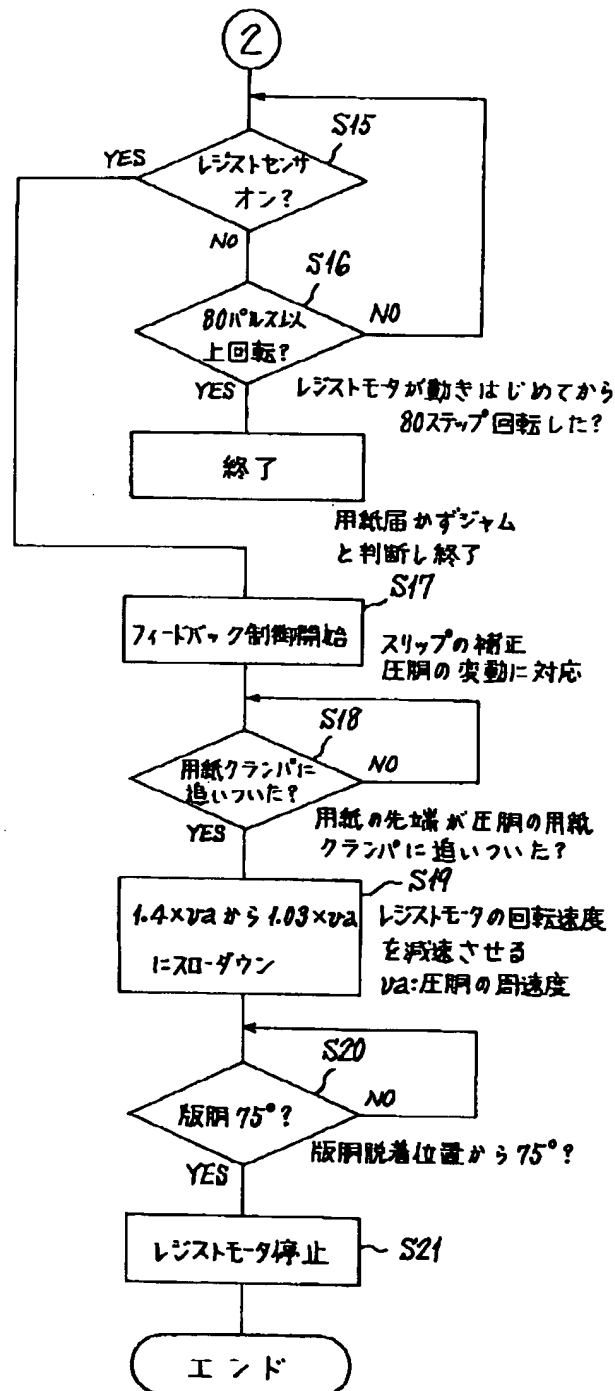 2
S15
YES
レジストセンサ
オン?
NO
S16
80パルス以
上回転?
NO
YES
レジストモータが動きはじめてから
80ステップ回転した?
終了
用紙届かずジャム
と判断し終了
S17
フィードバック制御開始
スリップの補正
圧胴の変動に対応
S18
用紙クランパに
追いついた?
NO
YES
用紙の先端が圧胴の用紙
クランパに追いついた?
S19
1.4×vaから1.03×va
にスローダウン
レジストモータの回転速度
を減速させる
va:圧胴の周速度
S20
版胴75°?
NO
版胴脱着位置から75°?
YES
レジストモータ停止
S21
エンド